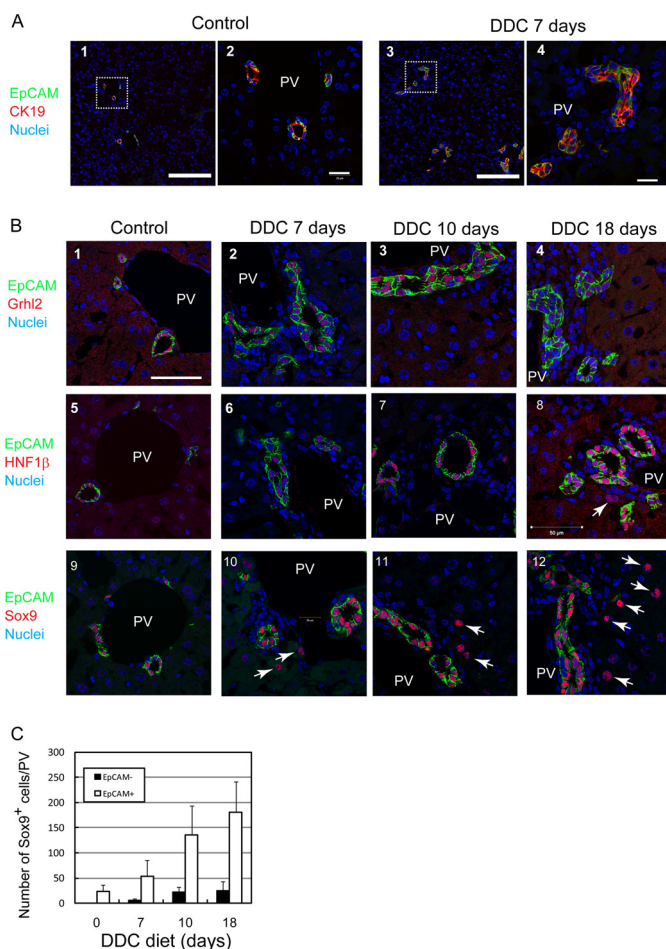 A
Control
DDC 7 days
EpCAM
CK19
Nuclei
1
2
3
4
PV
PV
B
Control
DDC 7 days
DDC 10 days
DDC 18 days
EpCAM
Grhl2
Nuclei
1
2
3
4
PV
PV
PV
EpCAM
HNF1β
Nuclei
5
6
7
8
PV
PV
PV
PV
50 µm
EpCAM
Sox9
Nuclei
9
10
11
12
PV
PV
PV
PV
C
Number of Sox9+ cells/PV
300
250
200
150
100
50
0
EpCAM-
EpCAM+
0 7 10 18
DDC diet (days)